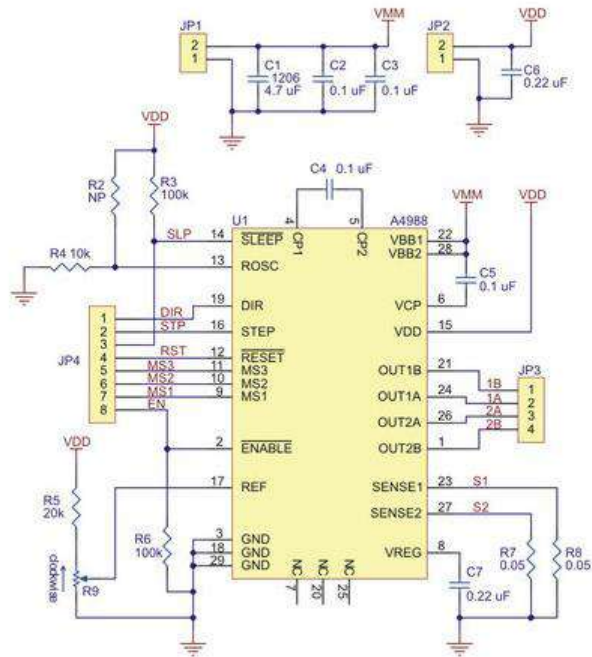 JP1
2
1
VMM
C1
1206
4.7 uF
C2
0.1 uF
C3
0.1 uF
JP2
2
1
VDD
C6
0.22 uF
VDD
R2
NP
R3
100k
C4 0.1 uF
U1
A4988
4
5
CP1
CP2
VMM
VDD
SLP
14
SLEEP
R4 10k
13
ROSC
VBB1
22
VBB2
28
C5
0.1 uF
VCP
6
VDD
15
JP4
1
2
3
4
5
6
7
8
DIR
STP
RST
MS3
MS2
MS1
EN
19
DIR
16
STEP
12
RESET
11
MS3
10
MS2
9
MS1
2
ENABLE
17
REF
OUT1B
21
OUT1A
24
OUT2A
26
OUT2B
1
1B
1A
2A
2B
JP3
1
2
3
4
SENSE1
23
S1
SENSE2
27
S2
VDD
R5
20k
clockwise
R9
R6
100k
3
GND
18
GND
29
GND
NC
7
NC
20
NC
25
VREG
8
C7
0.22 uF
R7
0.05
R8
0.05